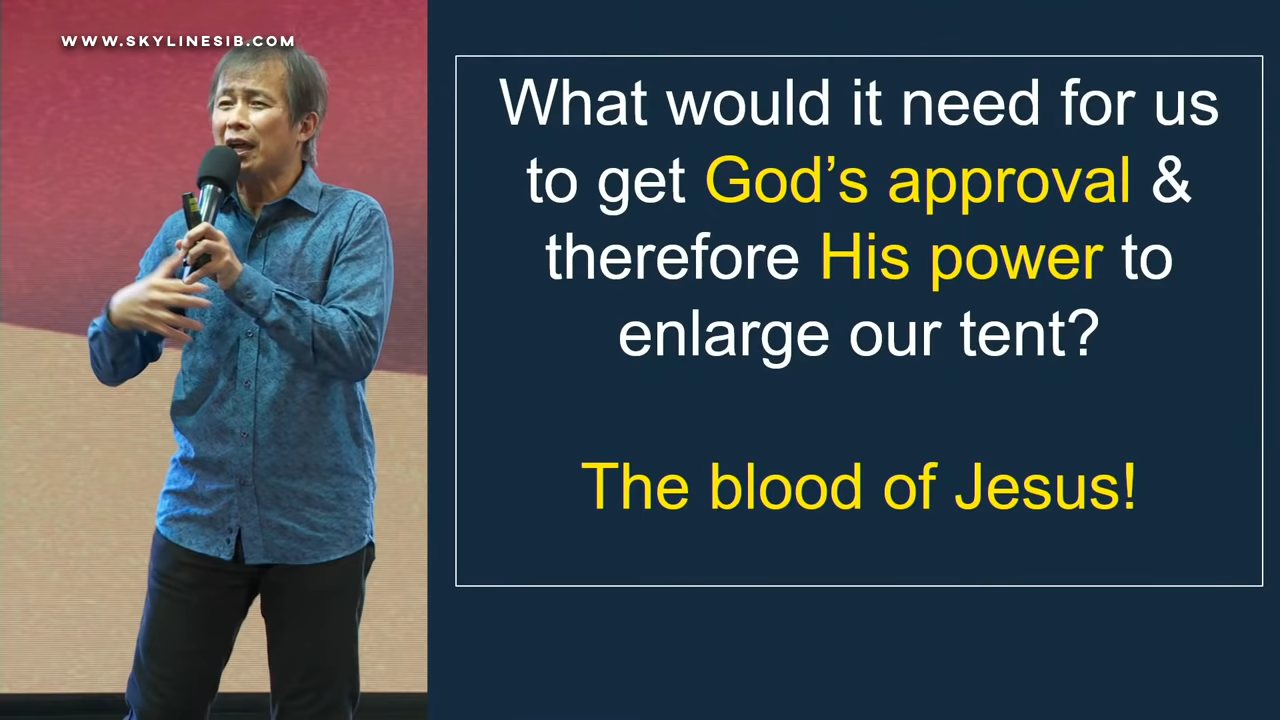 WWW.SKYLINESIB.COM
What would it need for us
to get God’s approval &
therefore His power to
enlarge our tent?
The blood of Jesus!